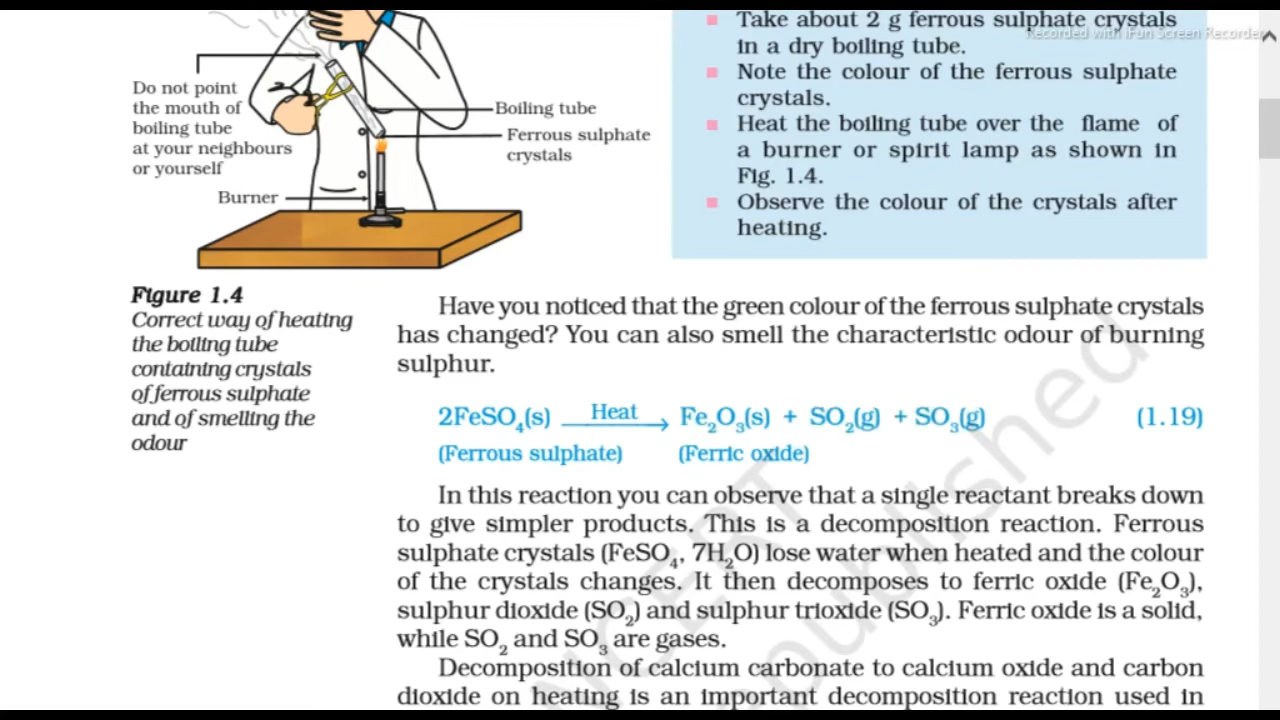 Take about 2 g ferrous sulphate crystals
in a dry boiling tube.
Recorded with iFun Screen Recorder
Note the colour of the ferrous sulphate
crystals.
Heat the boiling tube over the flame of
a burner or spirit lamp as shown in
Fig. 1.4.
Observe the colour of the crystals after
heating.
Do not point
the mouth of
boiling tube
at your neighbours
or yourself
Boiling tube
Ferrous sulphate
crystals
Burner
Figure 1.4
Correct way of heating
the boiling tube
containing crystals
of ferrous sulphate
and of smelling the
odour
Have you noticed that the green colour of the ferrous sulphate crystals
has changed? You can also smell the characteristic odour of burning
sulphur.
2FeSO₄(s) Heat → Fe₂O₃(s) + SO₂(g) + SO₃(g) (1.19)
(Ferrous sulphate) (Ferric oxide)
In this reaction you can observe that a single reactant breaks down
to give simpler products. This is a decomposition reaction. Ferrous
sulphate crystals (FeSO₄, 7H₂O) lose water when heated and the colour
of the crystals changes. It then decomposes to ferric oxide (Fe₂O₃),
sulphur dioxide (SO₂) and sulphur trioxide (SO₃). Ferric oxide is a solid,
while SO₂ and SO₃ are gases.
Decomposition of calcium carbonate to calcium oxide and carbon
dioxide on heating is an important decomposition reaction used in
NCERT
published